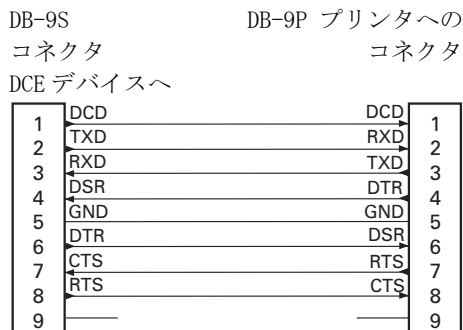 DB-9S DB-9P プリンタへの
コネクタ コネクタ
DCE デバイスへ
1 DCD DCD 1
2 TXD RXD 2
3 RXD TXD 3
4 DSR DTR 4
5 GND GND 5
6 DTR DSR 6
7 CTS RTS 7
8 RTS CTS 8
9 9